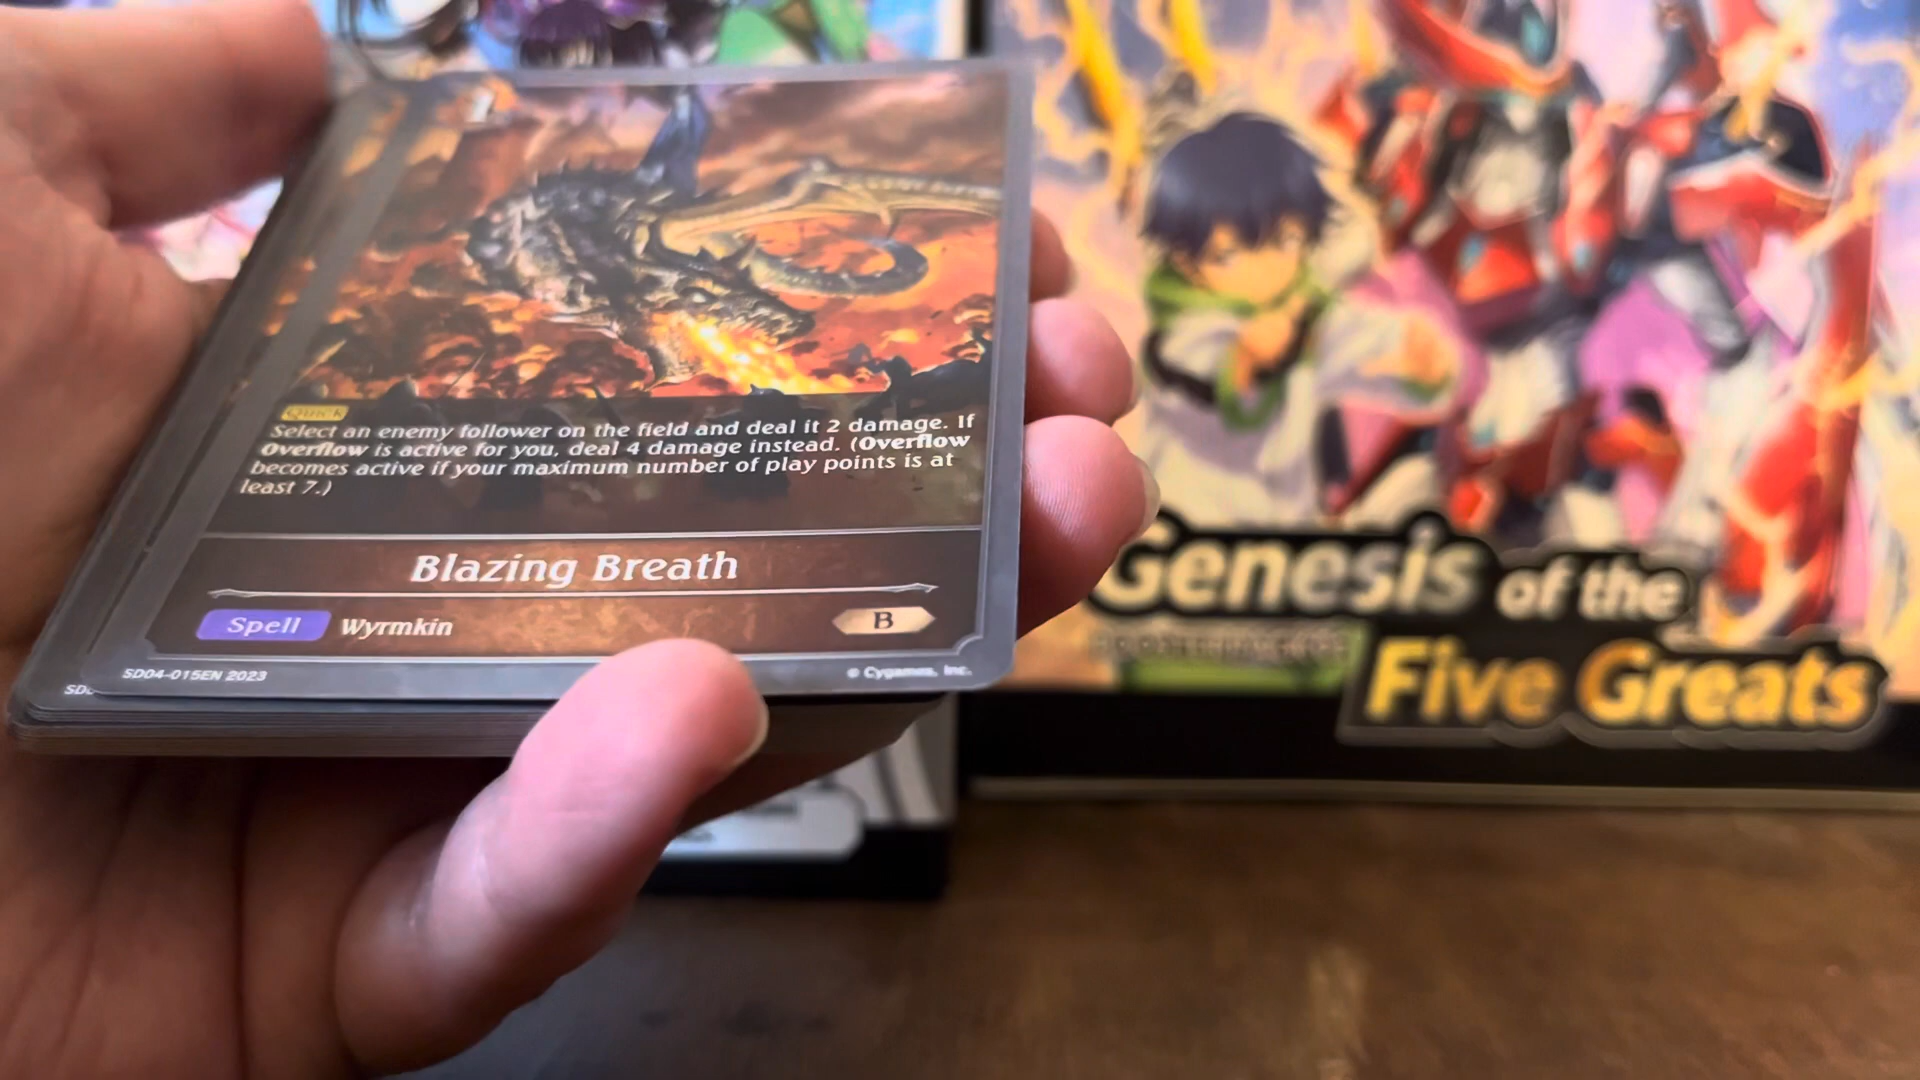 1
Quick
Select an enemy follower on the field and deal it 2 damage. If
Overflow is active for you, deal 4 damage instead. (Overflow
becomes active if your maximum number of play points is at
least 7.)
Blazing Breath
Spell Wyrmkin
B
SD04-015EN 2023
© Cygames, Inc.
SD
Genesis of the
Five Greats